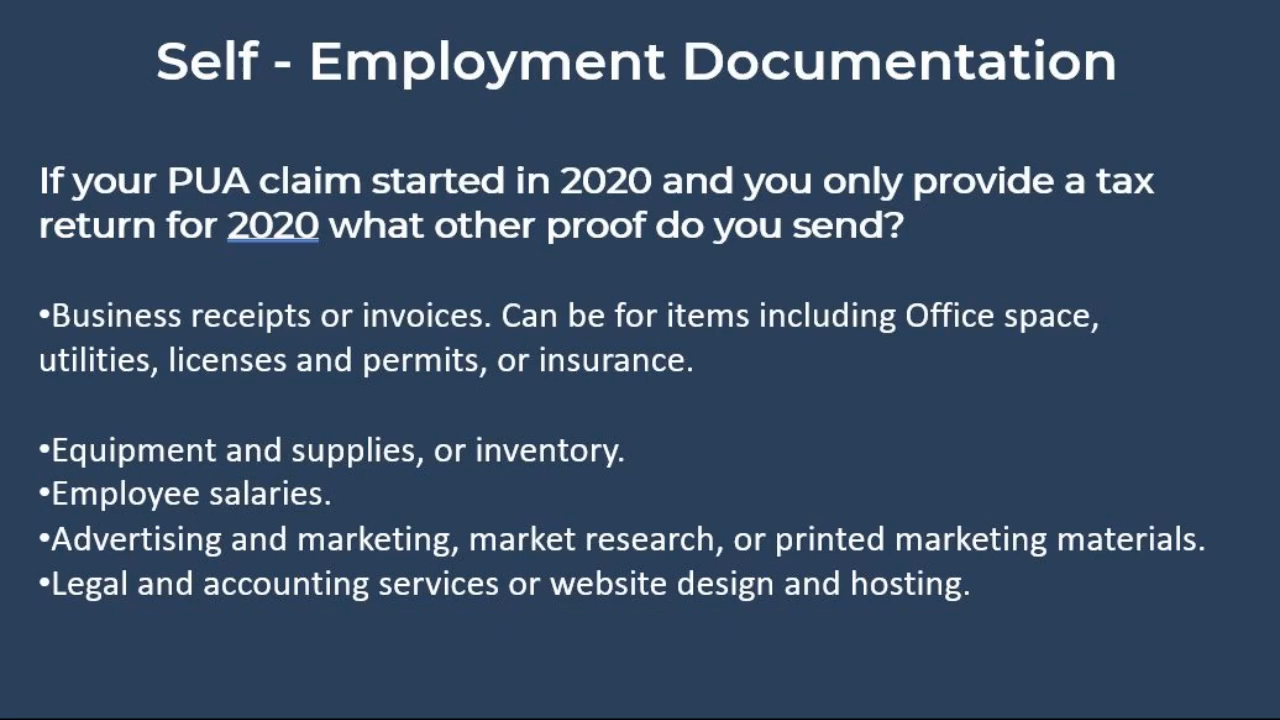 Self - Employment Documentation
If your PUA claim started in 2020 and you only provide a tax
return for 2020 what other proof do you send?
•Business receipts or invoices. Can be for items including Office space,
utilities, licenses and permits, or insurance.
•Equipment and supplies, or inventory.
•Employee salaries.
•Advertising and marketing, market research, or printed marketing materials.
•Legal and accounting services or website design and hosting.